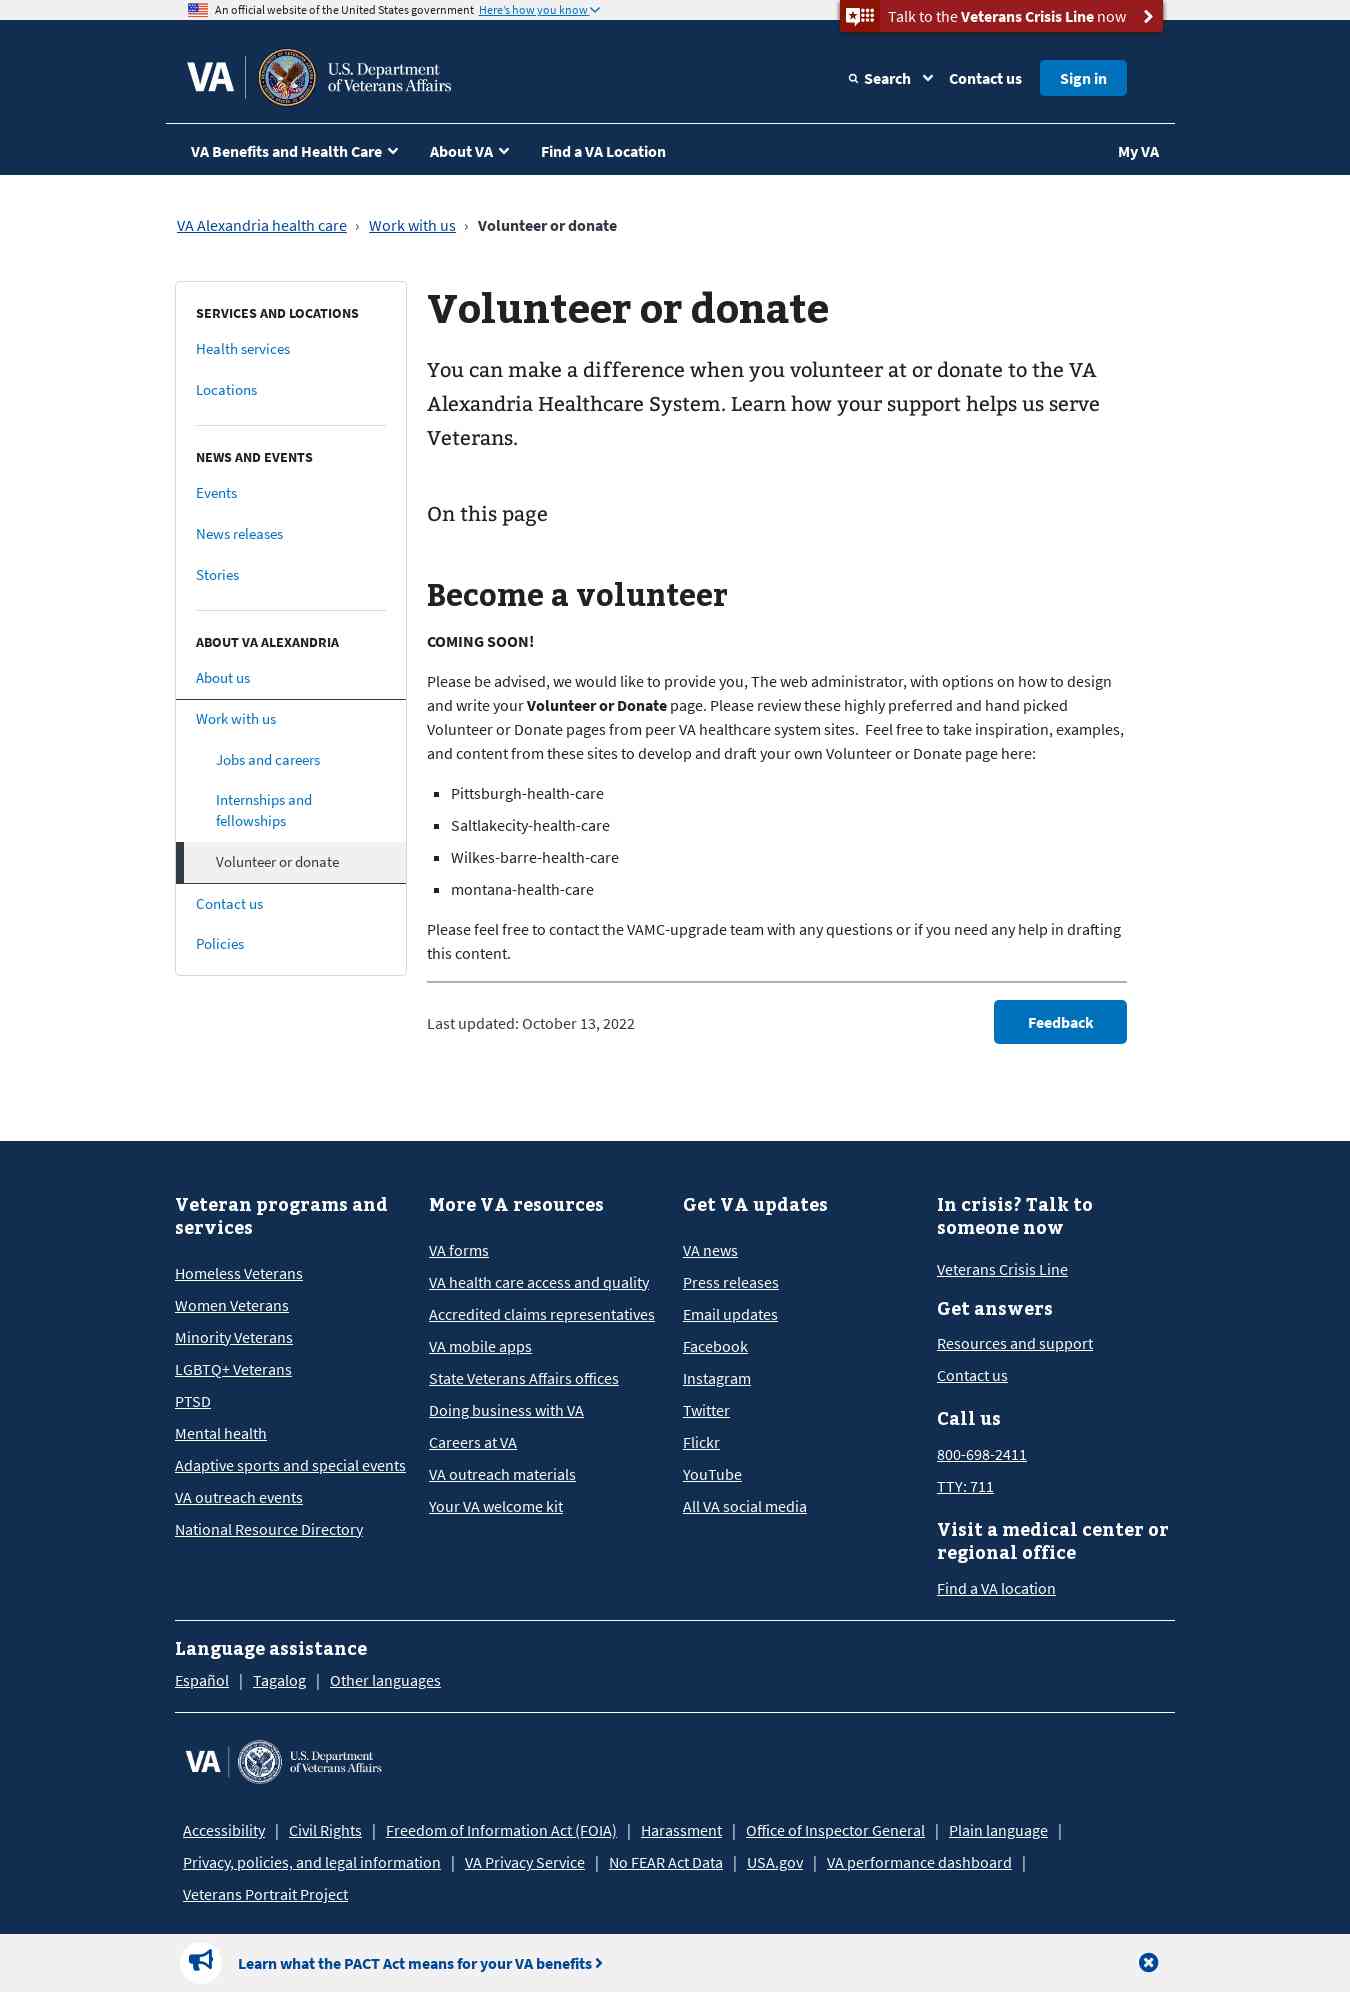 An official website of the United States government Here's how you know
Talk to the Veterans Crisis Line now
VA
U.S. Department
of Veterans Affairs
Search
Contact us
Sign in
VA Benefits and Health Care
About VA
Find a VA Location
My VA
VA Alexandria health care › Work with us › Volunteer or donate
SERVICES AND LOCATIONS
Health services
Locations
NEWS AND EVENTS
Events
News releases
Stories
ABOUT VA ALEXANDRIA
About us
Work with us
Jobs and careers
Internships and
fellowships
Volunteer or donate
Contact us
Policies
Volunteer or donate
You can make a difference when you volunteer at or donate to the VA
Alexandria Healthcare System. Learn how your support helps us serve
Veterans.
On this page
Become a volunteer
COMING SOON!
Please be advised, we would like to provide you, The web administrator, with options on how to design
and write your Volunteer or Donate page. Please review these highly preferred and hand picked
Volunteer or Donate pages from peer VA healthcare system sites.  Feel free to take inspiration, examples,
and content from these sites to develop and draft your own Volunteer or Donate page here:
Pittsburgh-health-care
Saltlakecity-health-care
Wilkes-barre-health-care
montana-health-care
Please feel free to contact the VAMC-upgrade team with any questions or if you need any help in drafting
this content.
Last updated: October 13, 2022
Feedback
Veteran programs and
services
Homeless Veterans
Women Veterans
Minority Veterans
LGBTQ+ Veterans
PTSD
Mental health
Adaptive sports and special events
VA outreach events
National Resource Directory
More VA resources
VA forms
VA health care access and quality
Accredited claims representatives
VA mobile apps
State Veterans Affairs offices
Doing business with VA
Careers at VA
VA outreach materials
Your VA welcome kit
Get VA updates
VA news
Press releases
Email updates
Facebook
Instagram
Twitter
Flickr
YouTube
All VA social media
In crisis? Talk to
someone now
Veterans Crisis Line
Get answers
Resources and support
Contact us
Call us
800-698-2411
TTY: 711
Visit a medical center or
regional office
Find a VA location
Language assistance
Español | Tagalog | Other languages
VA
U.S. Department
of Veterans Affairs
Accessibility | Civil Rights | Freedom of Information Act (FOIA) | Harassment | Office of Inspector General | Plain language |
Privacy, policies, and legal information | VA Privacy Service | No FEAR Act Data | USA.gov | VA performance dashboard |
Veterans Portrait Project
Learn what the PACT Act means for your VA benefits